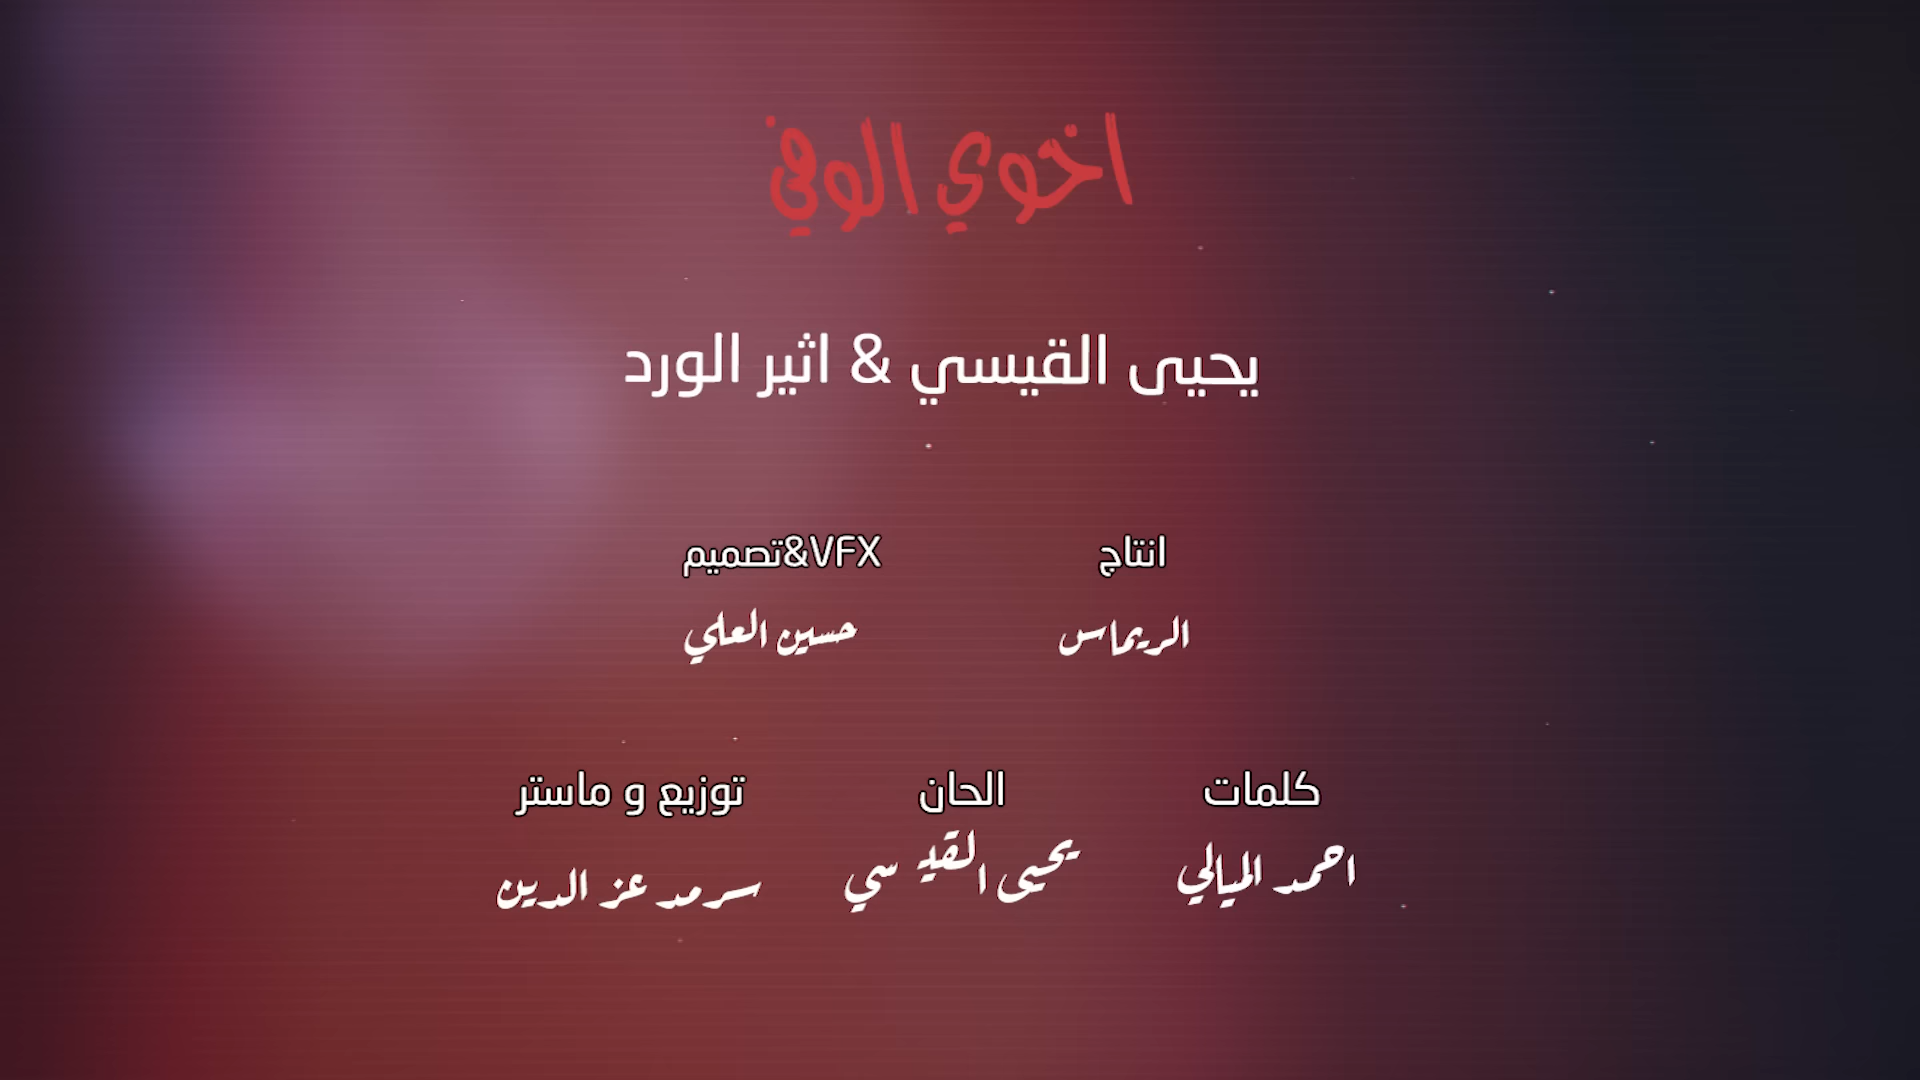 اخوي الوفي
يحيى القيسي & اثير الورد
انتاج
الريماس
VFX&تصميم
حسين العلي
كلمات
احمد الميالي
الحان
يحيى القيسي
توزيع و ماستر
سرمد عز الدين